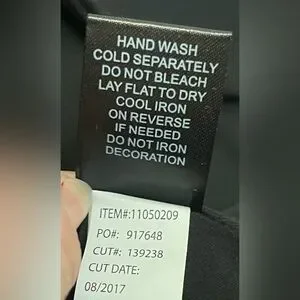 HAND WASH
COLD SEPARATELY
DO NOT BLEACH
LAY FLAT TO DRY
COOL IRON
ON REVERSE
IF NEEDED
DO NOT IRON
DECORATION
ITEM#:11050209
PO#: 917648
CUT#: 139238
CUT DATE:
08/2017